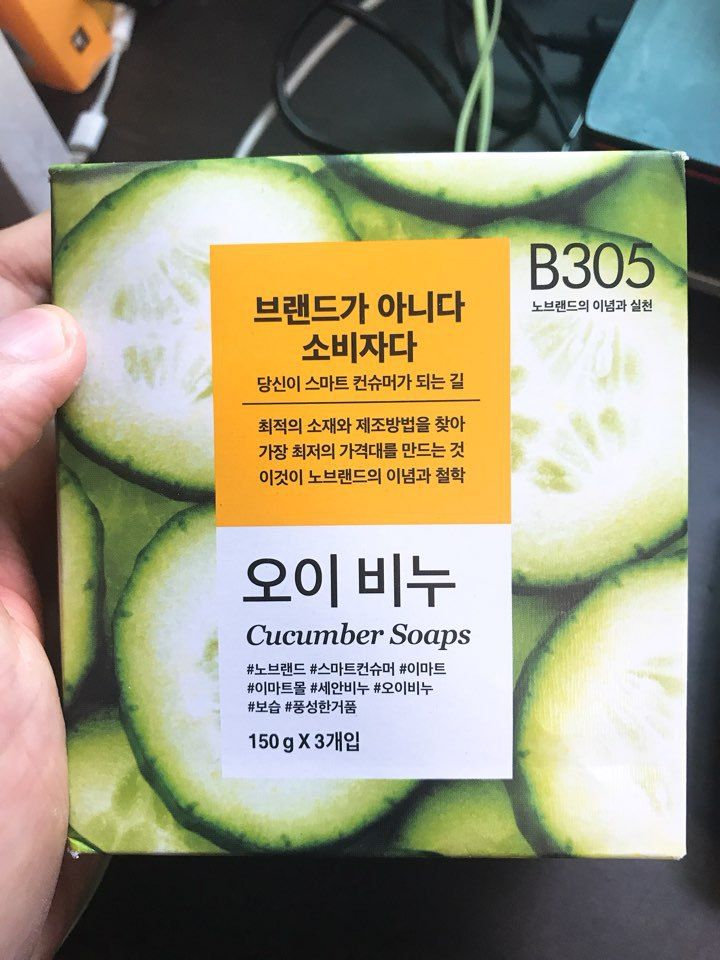 B305
노브랜드의 이념과 실천
브랜드가 아니다
소비자다
당신이 스마트 컨슈머가 되는 길
최적의 소재와 제조방법을 찾아
가장 최저의 가격대를 만드는 것
이것이 노브랜드의 이념과 철학
오이 비누
Cucumber Soaps
#노브랜드 #스마트컨슈머 #이마트
#이마트몰 #세안비누 #오이비누
#보습 #풍성한거품
150 g X 3개입